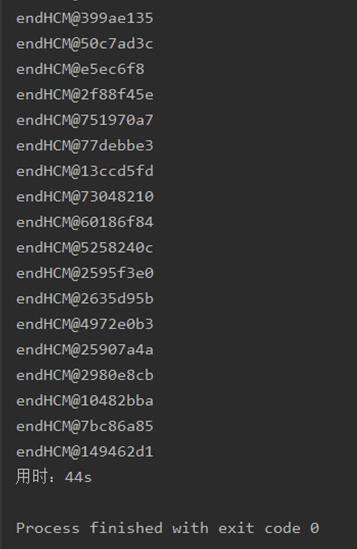 endHCM@399ae135
endHCM@50c7ad3c
endHCM@e5ec6f8
endHCM@2f88f45e
endHCM@751970a7
endHCM@77debbe3
endHCM@13ccd5fd
endHCM@73048210
endHCM@60186f84
endHCM@5258240c
endHCM@2595f3e0
endHCM@2635d95b
endHCM@4972e0b3
endHCM@25907a4a
endHCM@2980e8cb
endHCM@10482bba
endHCM@7bc86a85
endHCM@149462d1
用时：44s
Process finished with exit code 0